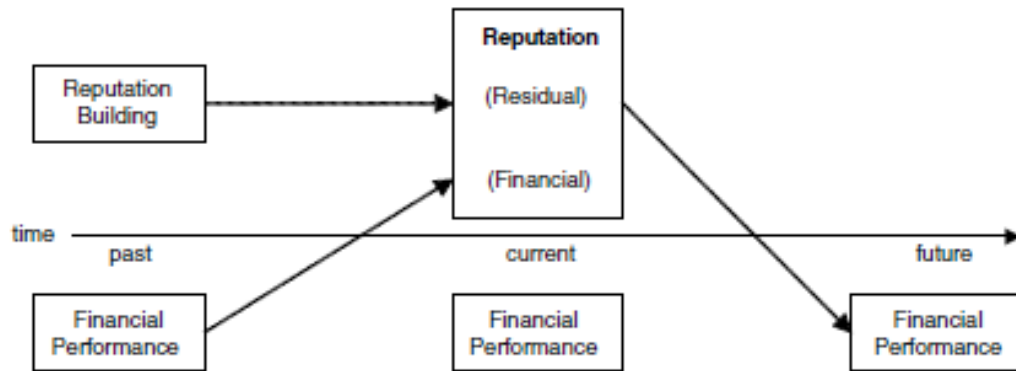 Reputation
Reputation
Building
(Residual)
(Financial)
time
past
current
future
Financial
Performance
Financial
Performance
Financial
Performance